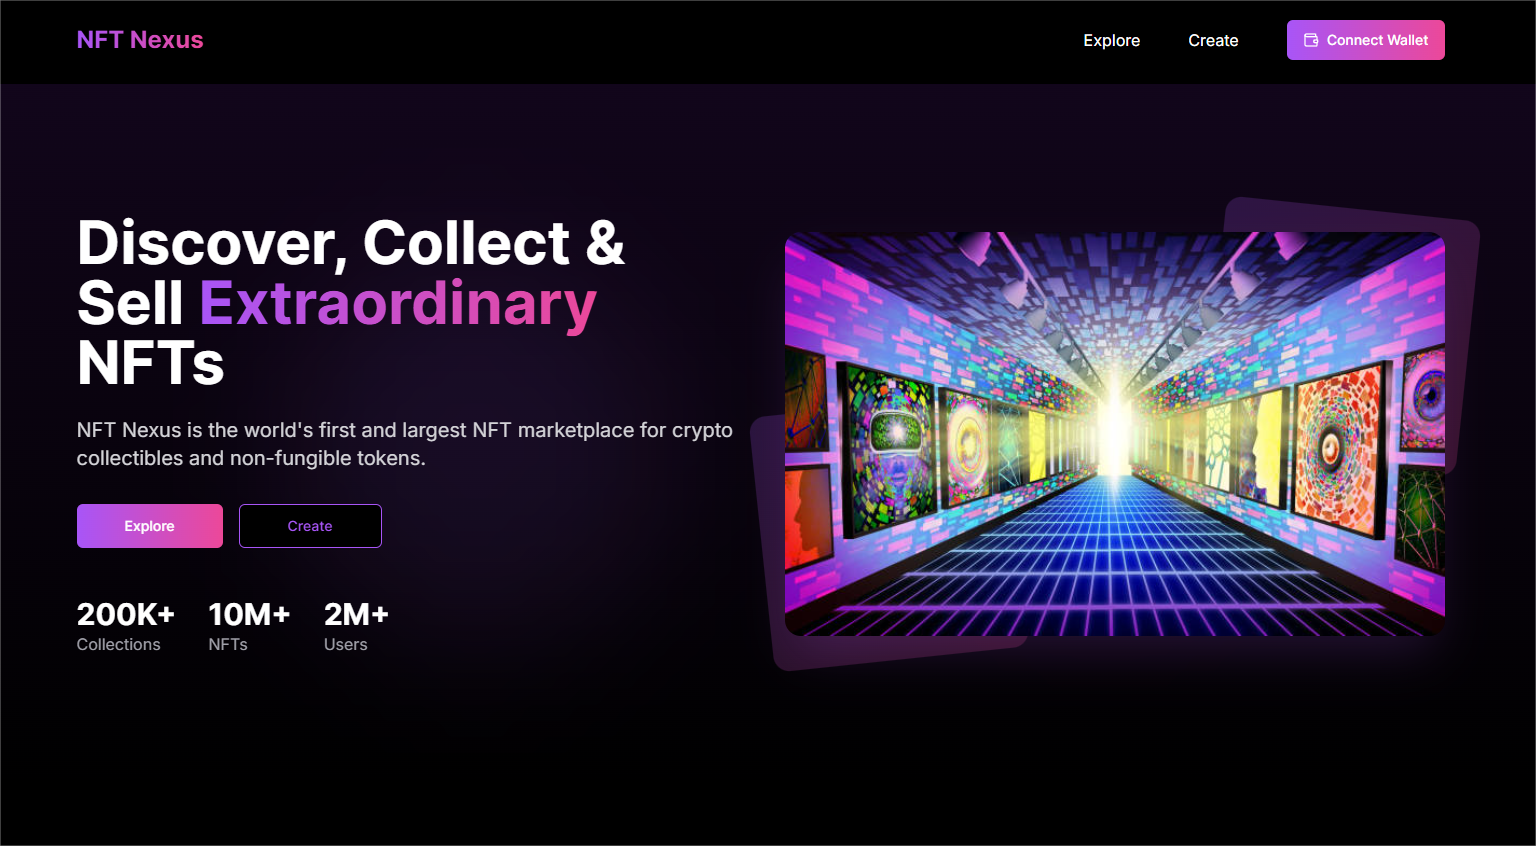 NFT Nexus
Explore
Create
Connect Wallet
Discover, Collect &
Sell Extraordinary
NFTs
NFT Nexus is the world's first and largest NFT marketplace for crypto
collectibles and non-fungible tokens.
Explore
Create
200K+
Collections
10M+
NFTs
2M+
Users